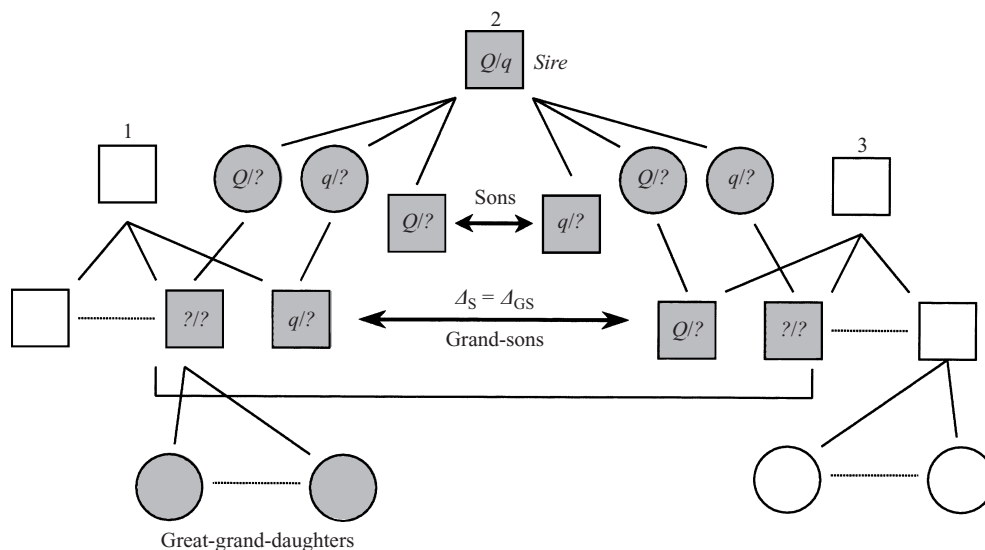 2
Q/q Sire
1
3
Q/? q/? Q/? q/?
Sons
Q/? q/?
Δ_S = Δ_GS
?/? q/? Q/? ?/?
Grand-sons
Great-grand-daughters